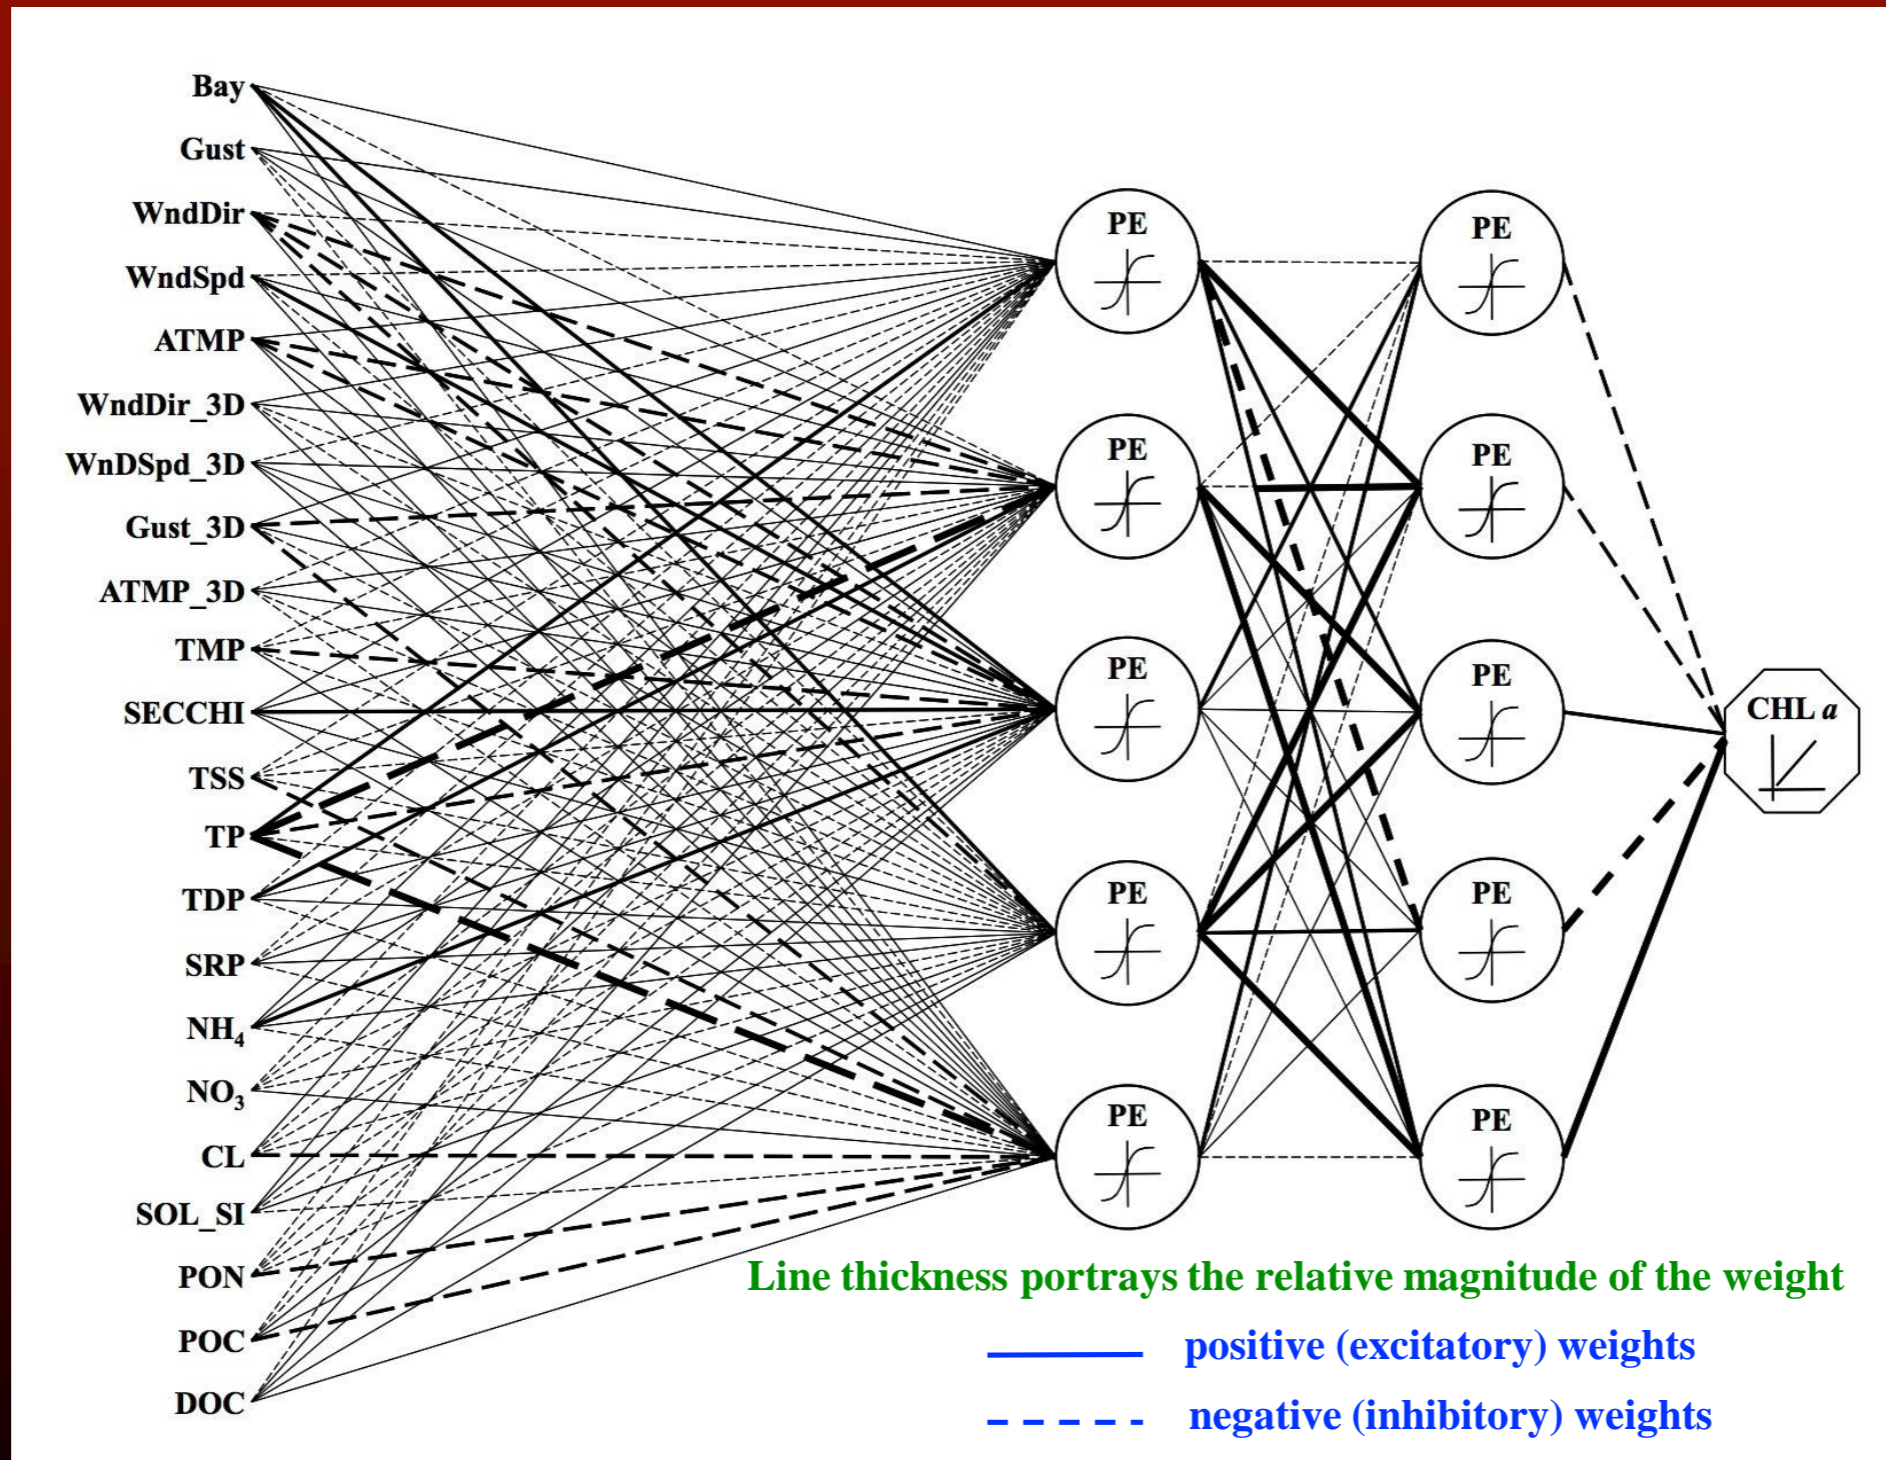 Bay
Gust
WndDir
WndSpd
ATMP
WndDir_3D
WnDSpd_3D
Gust_3D
ATMP_3D
TMP
SECCHI
TSS
TP
TDP
SRP
NH₄
NO₃
CL
SOL_SI
PON
POC
DOC
PE
PE
PE
PE
PE
PE
PE
PE
PE
PE
CHL a
Line thickness portrays the relative magnitude of the weight
positive (excitatory) weights
negative (inhibitory) weights